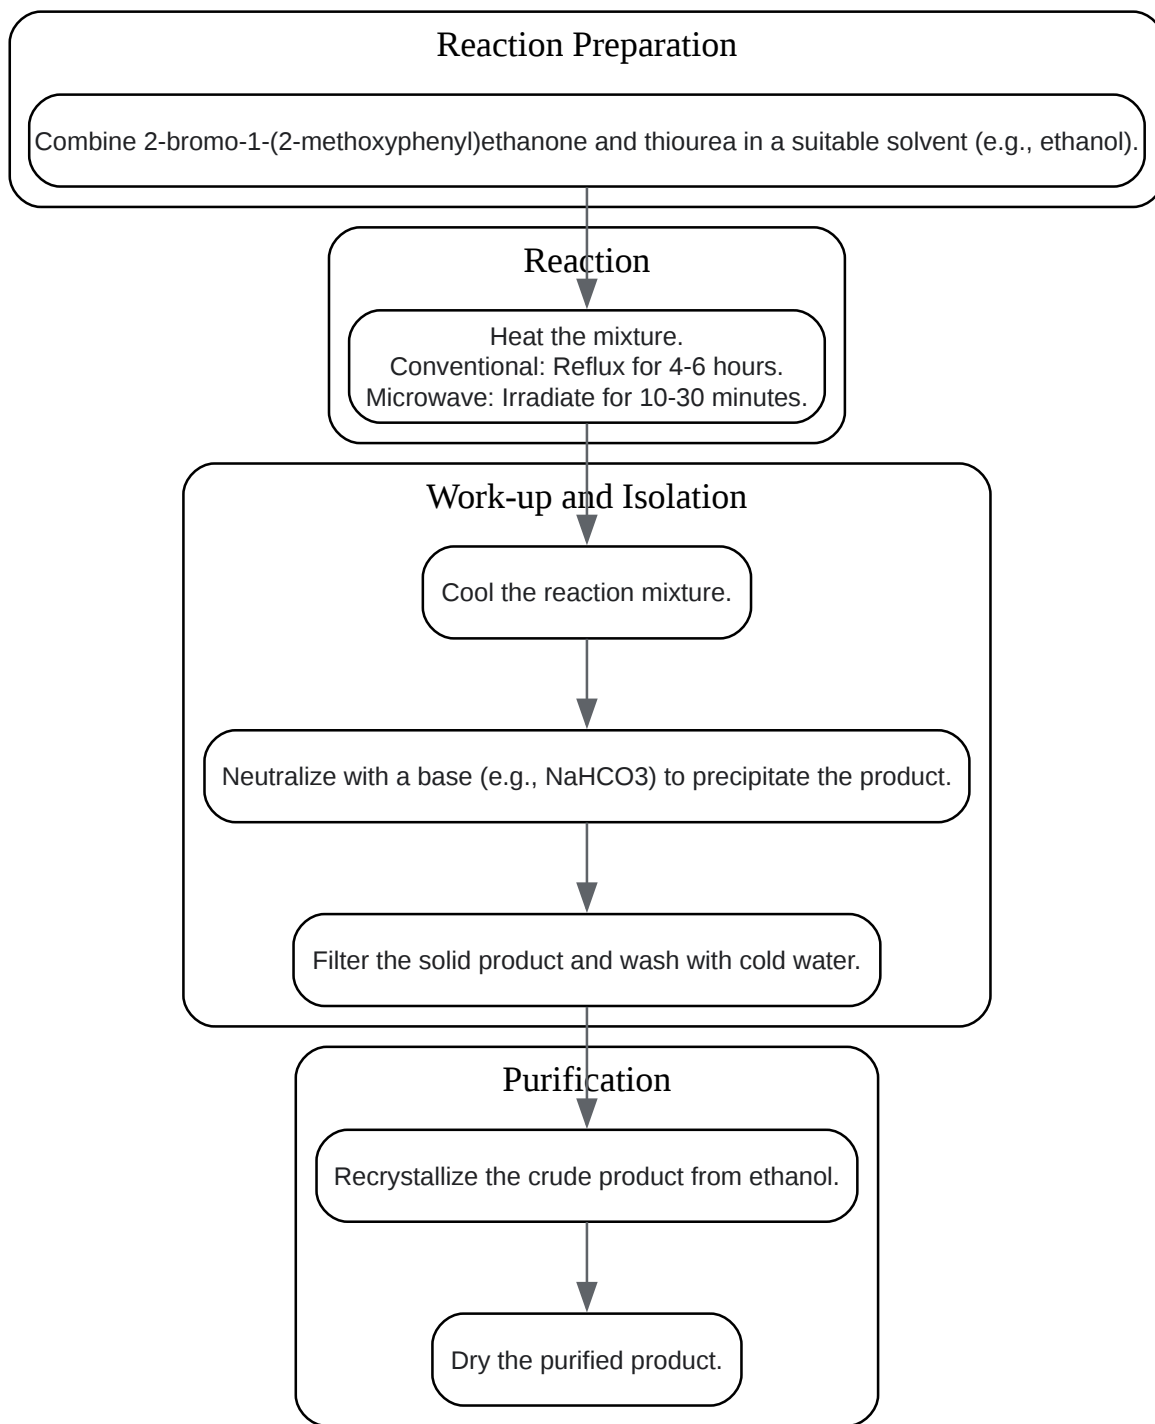 Reaction Preparation
Combine 2-bromo-1-(2-methoxyphenyl)ethanone and thiourea in a suitable solvent (e.g., ethanol).
Reaction
Heat the mixture.
Conventional: Reflux for 4-6 hours.
Microwave: Irradiate for 10-30 minutes.
Work-up and Isolation
Cool the reaction mixture.
Neutralize with a base (e.g., NaHCO3) to precipitate the product.
Filter the solid product and wash with cold water.
Purification
Recrystallize the crude product from ethanol.
Dry the purified product.